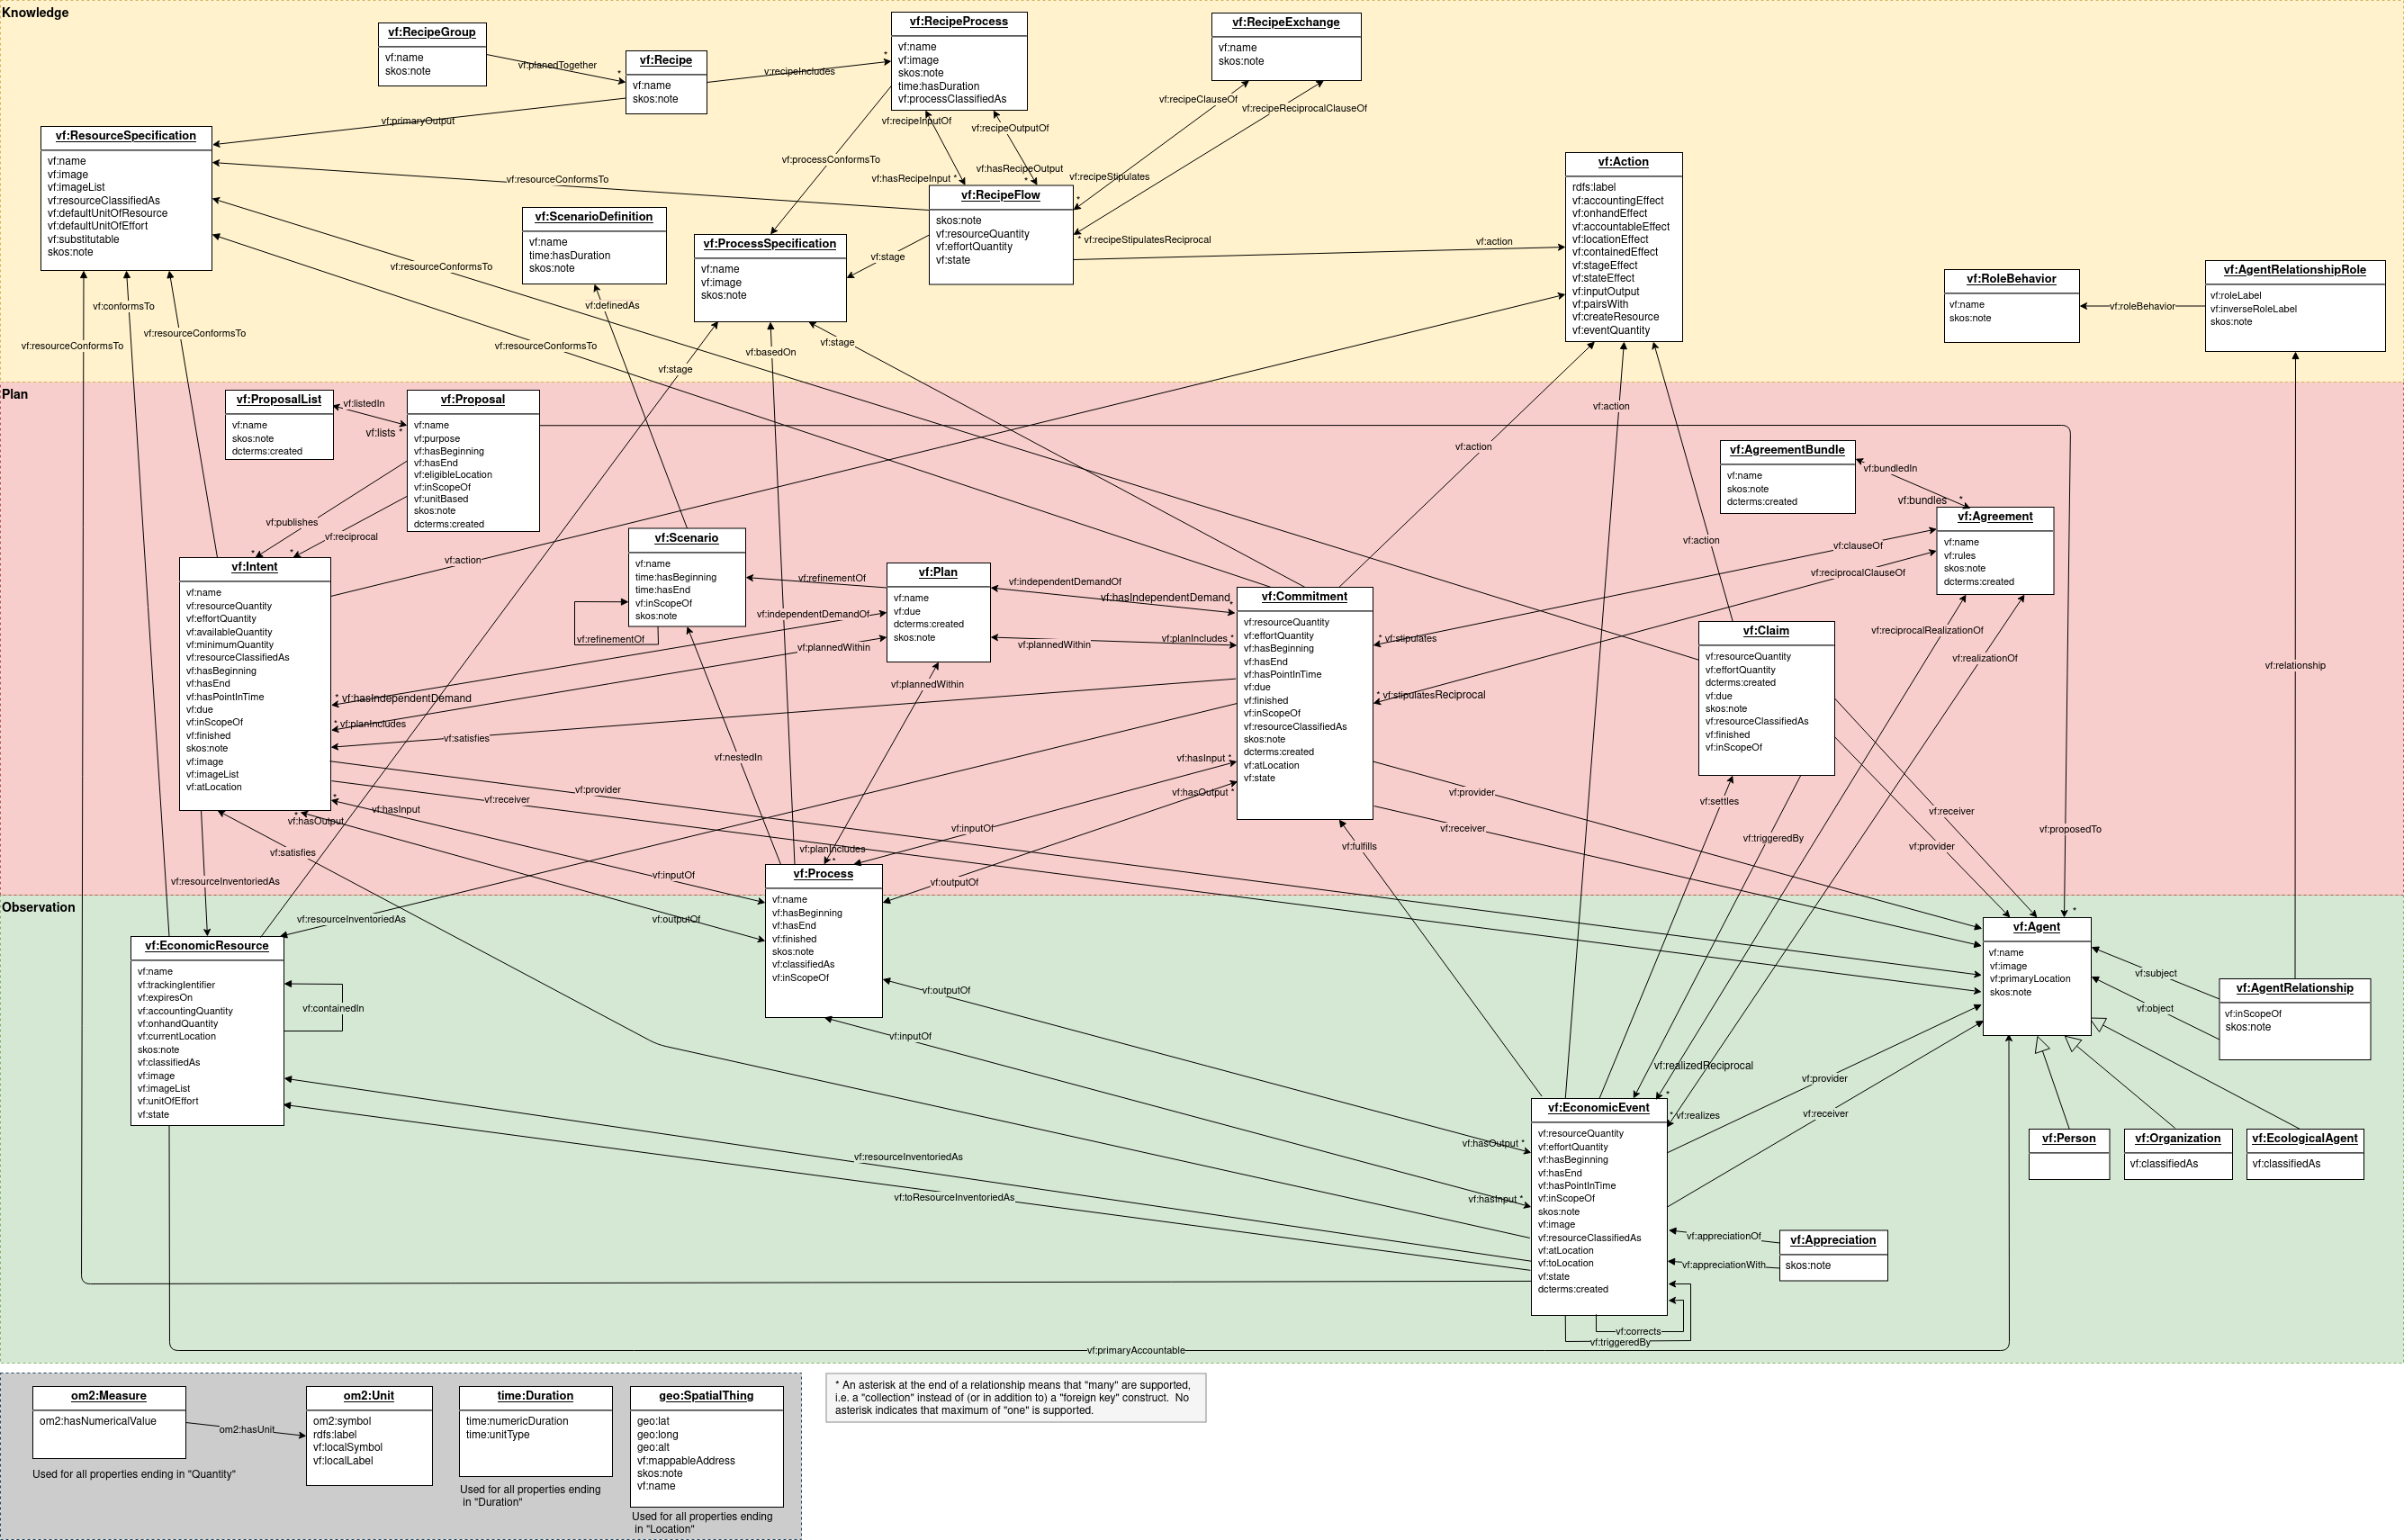 Knowledge
vf:RecipeGroup
vf:name
skos:note
vf:planedTogether
*
vf:Recipe
vf:name
skos:note
vf:recipeIncludes
*
vf:primaryOutput
vf:RecipeProcess
vf:name
vf:image
skos:note
time:hasDuration
vf:processClassifiedAs
vf:RecipeExchange
vf:name
skos:note
vf:recipeClauseOf
vf:recipeReciprocalClauseOf
vf:recipeInputOf
vf:recipeOutputOf
vf:processConformsTo
vf:hasRecipeInput *
vf:hasRecipeOutput
*
vf:recipeStipulates
*
* vf:recipeStipulatesReciprocal
vf:ResourceSpecification
vf:name
vf:image
vf:imageList
vf:resourceClassifiedAs
vf:defaultUnitOfResource
vf:defaultUnitOfEffort
vf:substitutable
skos:note
vf:resourceConformsTo
vf:RecipeFlow
skos:note
vf:resourceQuantity
vf:effortQuantity
vf:state
vf:stage
vf:action
vf:ScenarioDefinition
vf:name
time:hasDuration
skos:note
vf:ProcessSpecification
vf:name
vf:image
skos:note
vf:Action
rdfs:label
vf:accountingEffect
vf:onhandEffect
vf:accountableEffect
vf:locationEffect
vf:containedEffect
vf:stageEffect
vf:stateEffect
vf:inputOutput
vf:pairsWith
vf:createResource
vf:eventQuantity
vf:RoleBehavior
vf:name
skos:note
vf:roleBehavior
vf:AgentRelationshipRole
vf:roleLabel
vf:inverseRoleLabel
skos:note
vf:resourceConformsTo
vf:conformsTo
vf:resourceConformsTo
vf:resourceConformsTo
vf:resourceConformsTo
vf:definedAs
vf:stage
vf:basedOn
vf:stage
Plan
vf:ProposalList
vf:name
skos:note
dcterms:created
vf:listedIn
vf:lists *
vf:Proposal
vf:name
vf:purpose
vf:hasBeginning
vf:hasEnd
vf:eligibleLocation
vf:inScopeOf
vf:unitBased
skos:note
dcterms:created
vf:publishes
*
vf:reciprocal
*
vf:action
vf:action
vf:action
vf:action
vf:AgreementBundle
vf:name
skos:note
dcterms:created
vf:bundledIn
vf:bundles
*
vf:Agreement
vf:name
vf:rules
skos:note
dcterms:created
vf:clauseOf
vf:reciprocalClauseOf
vf:Intent
vf:name
vf:resourceQuantity
vf:effortQuantity
vf:availableQuantity
vf:minimumQuantity
vf:resourceClassifiedAs
vf:hasBeginning
vf:hasEnd
vf:hasPointInTime
vf:due
vf:inScopeOf
vf:finished
skos:note
vf:image
vf:imageList
vf:atLocation
vf:Scenario
vf:name
time:hasBeginning
time:hasEnd
vf:inScopeOf
skos:note
vf:refinementOf
vf:refinementOf
vf:Plan
vf:name
vf:due
dcterms:created
skos:note
vf:independentDemandOf
vf:hasIndependentDemand
*
vf:independentDemandOf
vf:plannedWithin
vf:plannedWithin
vf:planIncludes *
vf:plannedWithin
* vf:hasIndependentDemand
* vf:planIncludes
vf:satisfies
vf:Commitment
vf:resourceQuantity
vf:effortQuantity
vf:hasBeginning
vf:hasEnd
vf:hasPointInTime
vf:due
vf:finished
vf:inScopeOf
vf:resourceClassifiedAs
skos:note
dcterms:created
vf:atLocation
vf:state
* vf:stipulates
* vf:stipulatesReciprocal
vf:Claim
vf:resourceQuantity
vf:effortQuantity
dcterms:created
vf:due
skos:note
vf:resourceClassifiedAs
vf:finished
vf:inScopeOf
vf:reciprocalRealizationOf
vf:realizationOf
vf:relationship
vf:nestedIn
vf:hasInput *
vf:hasOutput *
vf:provider
vf:receiver
*
vf:hasInput
*
vf:hasOutput
vf:inputOf
vf:planIncludes
*
vf:provider
vf:receiver
vf:settles
vf:triggeredBy
vf:fulfills
vf:receiver
vf:provider
vf:proposedTo
*
vf:satisfies
vf:resourceInventoriedAs
vf:inputOf
vf:outputOf
vf:outputOf
vf:resourceInventoriedAs
vf:Process
vf:name
vf:hasBeginning
vf:hasEnd
vf:finished
skos:note
vf:classifiedAs
vf:inScopeOf
Observation
vf:EconomicResource
vf:name
vf:trackingIdentifier
vf:expiresOn
vf:accountingQuantity
vf:onhandQuantity
vf:currentLocation
skos:note
vf:classifiedAs
vf:image
vf:imageList
vf:unitOfEffort
vf:state
vf:containedIn
vf:outputOf
vf:inputOf
vf:Agent
vf:name
vf:image
vf:primaryLocation
skos:note
vf:subject
vf:object
vf:AgentRelationship
vf:inScopeOf
skos:note
vf:realizedReciprocal
*
* vf:realizes
vf:provider
vf:receiver
vf:EconomicEvent
vf:resourceQuantity
vf:effortQuantity
vf:hasBeginning
vf:hasEnd
vf:hasPointInTime
vf:inScopeOf
skos:note
vf:image
vf:resourceClassifiedAs
vf:atLocation
vf:toLocation
vf:state
dcterms:created
vf:hasOutput *
vf:hasInput *
vf:Person
vf:Organization
vf:classifiedAs
vf:EcologicalAgent
vf:classifiedAs
vf:resourceInventoriedAs
vf:toResourceInventoriedAs
vf:appreciationOf
vf:appreciationWith
vf:Appreciation
skos:note
vf:corrects
vf:triggeredBy
vf:primaryAccountable
om2:Measure
om2:hasNumericalValue
om2:hasUnit
Used for all properties ending in "Quantity"
om2:Unit
om2:symbol
rdfs:label
vf:localSymbol
vf:localLabel
time:Duration
time:numericDuration
time:unitType
Used for all properties ending
in "Duration"
geo:SpatialThing
geo:lat
geo:long
geo:alt
vf:mappableAddress
skos:note
vf:name
Used for all properties ending
in "Location"
* An asterisk at the end of a relationship means that "many" are supported,
i.e. a "collection" instead of (or in addition to) a "foreign key" construct. No
asterisk indicates that maximum of "one" is supported.